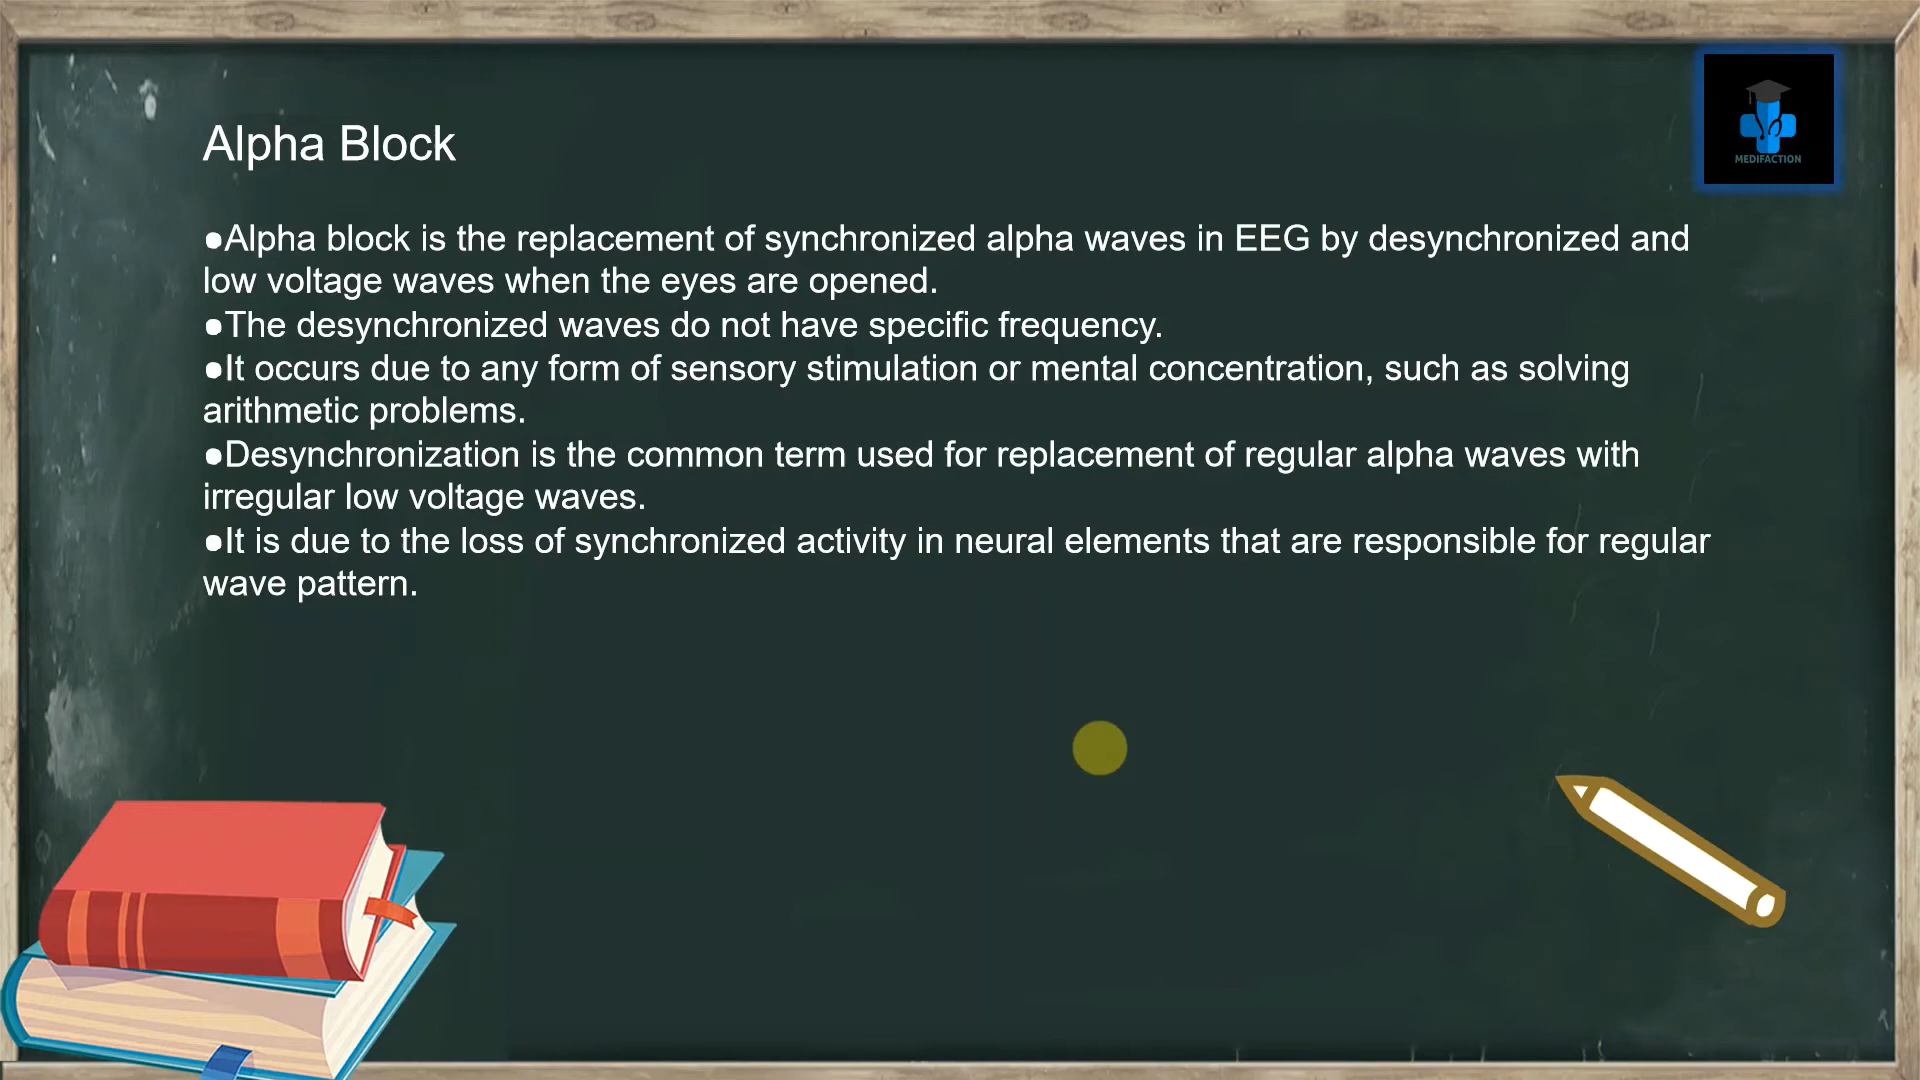 Alpha Block
MEDIFACTION
●Alpha block is the replacement of synchronized alpha waves in EEG by desynchronized and
low voltage waves when the eyes are opened.
●The desynchronized waves do not have specific frequency.
●It occurs due to any form of sensory stimulation or mental concentration, such as solving
arithmetic problems.
●Desynchronization is the common term used for replacement of regular alpha waves with
irregular low voltage waves.
●It is due to the loss of synchronized activity in neural elements that are responsible for regular
wave pattern.